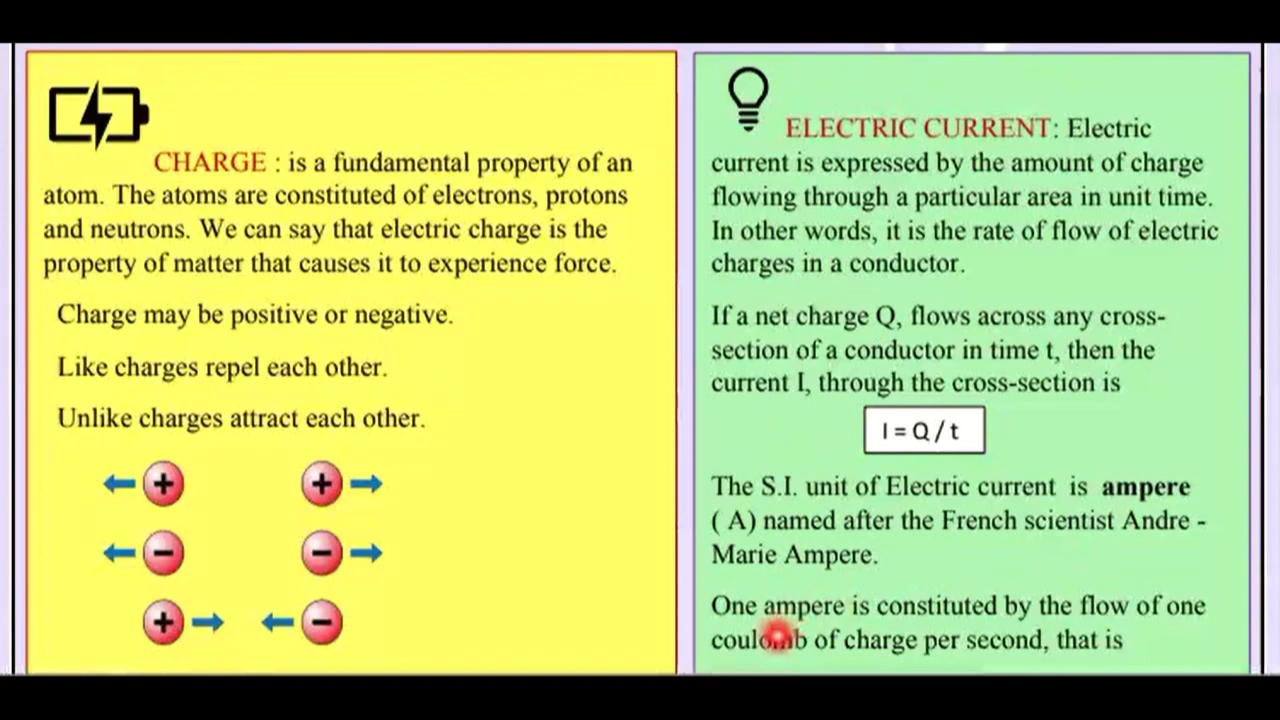 CHARGE : is a fundamental property of an
atom. The atoms are constituted of electrons, protons
and neutrons. We can say that electric charge is the
property of matter that causes it to experience force.
Charge may be positive or negative.
Like charges repel each other.
Unlike charges attract each other.
+ +
− −
+ −
ELECTRIC CURRENT: Electric
current is expressed by the amount of charge
flowing through a particular area in unit time.
In other words, it is the rate of flow of electric
charges in a conductor.
If a net charge Q, flows across any cross-
section of a conductor in time t, then the
current I, through the cross-section is
I = Q / t
The S.I. unit of Electric current is ampere
( A) named after the French scientist Andre -
Marie Ampere.
One ampere is constituted by the flow of one
coulomb of charge per second, that is